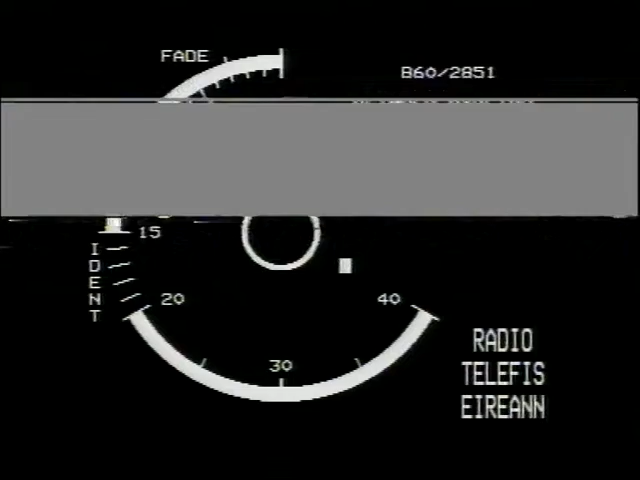 FADE
B60/2851
15
IDENT
20
40
30
RADIO
TELEFIS
EIREANN